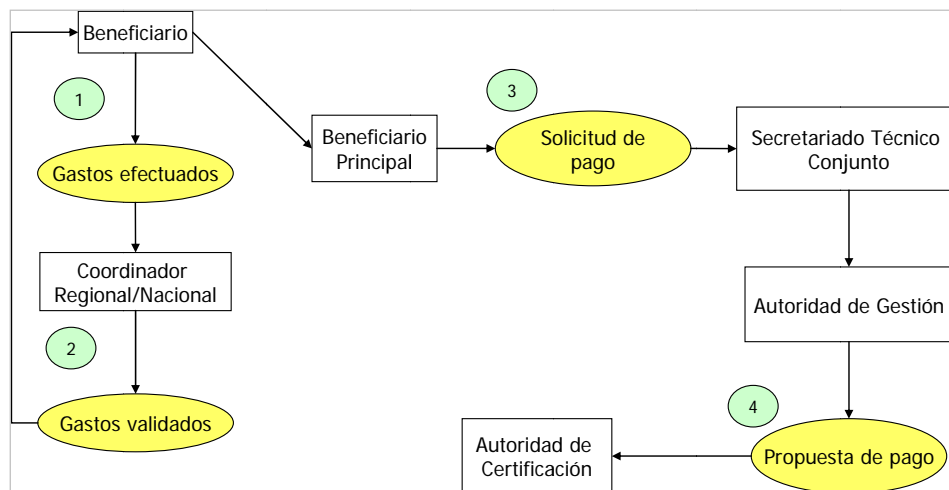 Beneficiario
1
Gastos efectuados
Coordinador
Regional/Nacional
2
Gastos validados
Beneficiario
Principal
3
Solicitud de
pago
Secretariado Técnico
Conjunto
Autoridad de Gestión
4
Propuesta de pago
Autoridad de
Certificación